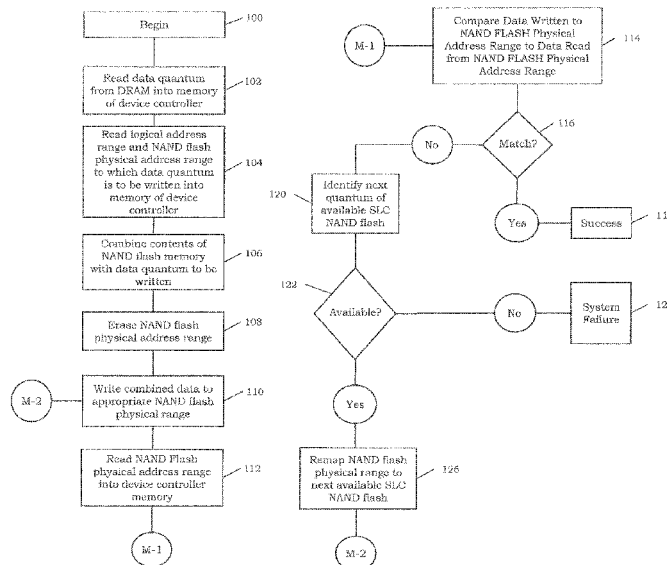 Begin
100
Read data quantum
from DRAM into memory
of device controller
102
Read logical address
range and NAND flash
physical address range
to which data quantum
is to be written into
memory of device
controller
104
Combine contents of
NAND flash memory
with data quantum to be
written
106
Erase NAND flash
physical address range
108
M-2
Write combined data to
appropriate NAND flash
physical range
110
Read NAND Flash
physical address range
into device controller
memory
112
M-1
M-1
Compare Data Written to
NAND FLASH Physical
Address Range to Data Read
from NAND FLASH Physical
Address Range
114
Match?
116
No
Yes
Success
11
120
Identify next
quantum of
available SLC
NAND flash
122
Available?
No
System
Failure
12
Yes
Remap NAND flash
physical range to
next available SLC
NAND flash
126
M-2